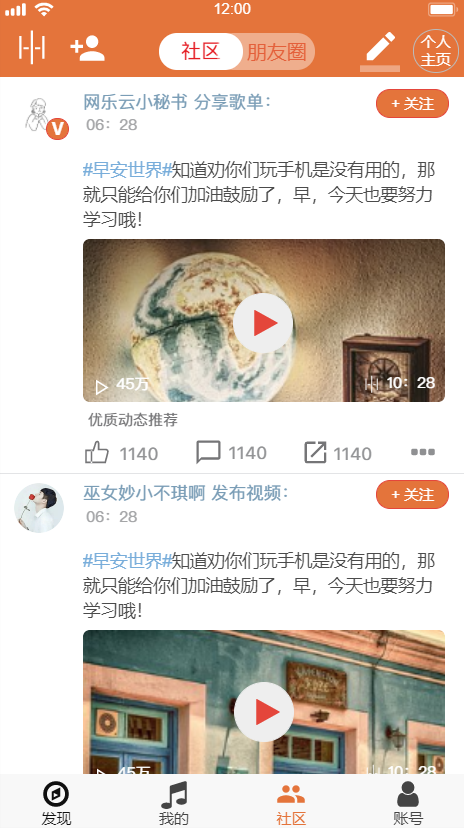 12:00
社区
朋友圈
个人
主页
网乐云小秘书 分享歌单：
+ 关注
06：28
V
#早安世界#知道劝你们玩手机是没有用的，那
就只能给你们加油鼓励了，早，今天也要努力
学习哦！
45万
10：28
优质动态推荐
1140
1140
1140
巫女妙小不琪啊 发布视频：
+ 关注
06：28
#早安世界#知道劝你们玩手机是没有用的，那
就只能给你们加油鼓励了，早，今天也要努力
学习哦！
45万
10：28
发现
我的
社区
账号